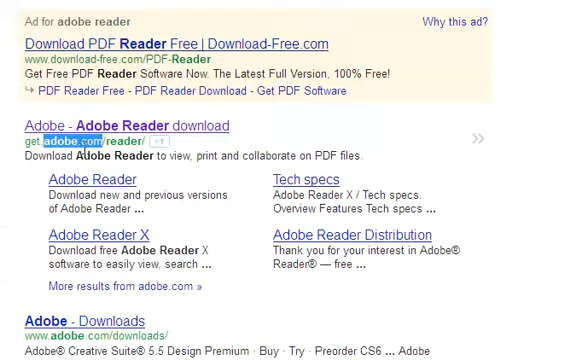 Ad for adobe reader Why this ad?
Download PDF Reader Free | Download-Free.com
www.download-free.com/PDF-Reader
Get Free PDF Reader Software Now. The Latest Full Version, 100% Free!
PDF Reader Free - PDF Reader Download - Get PDF Software
Adobe - Adobe Reader download
get.adobe.com/reader/ +1
Download Adobe Reader to view, print and collaborate on PDF files.
Adobe Reader
Download new and previous versions
of Adobe Reader ...
Tech specs
Adobe Reader X / Tech specs.
Overview Features Tech specs ...
Adobe Reader X
Download free Adobe Reader X
software to easily view, search ...
Adobe Reader Distribution
Thank you for your interest in Adobe®
Reader® — free ...
More results from adobe.com »
Adobe - Downloads
www.adobe.com/downloads/
Adobe® Creative Suite® 5.5 Design Premium · Buy · Try · Preorder CS6 ... Adobe